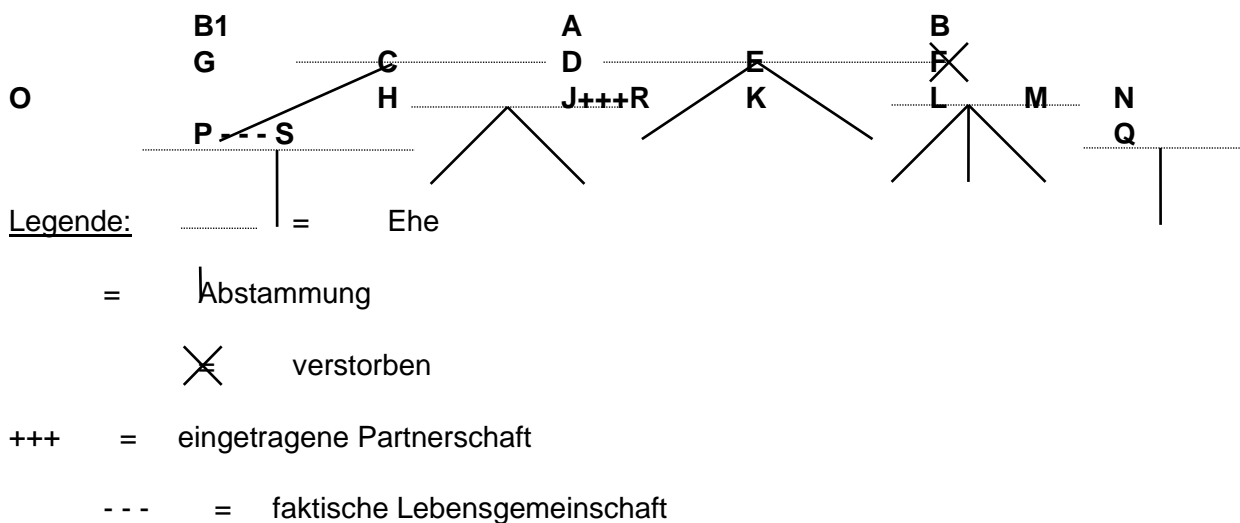 B1 A B
G C D E F
O H J+++R K L M N
P - - - S Q
Legende: = Ehe
= Abstammung
= verstorben
+++ = eingetragene Partnerschaft
- - - = faktische Lebensgemeinschaft